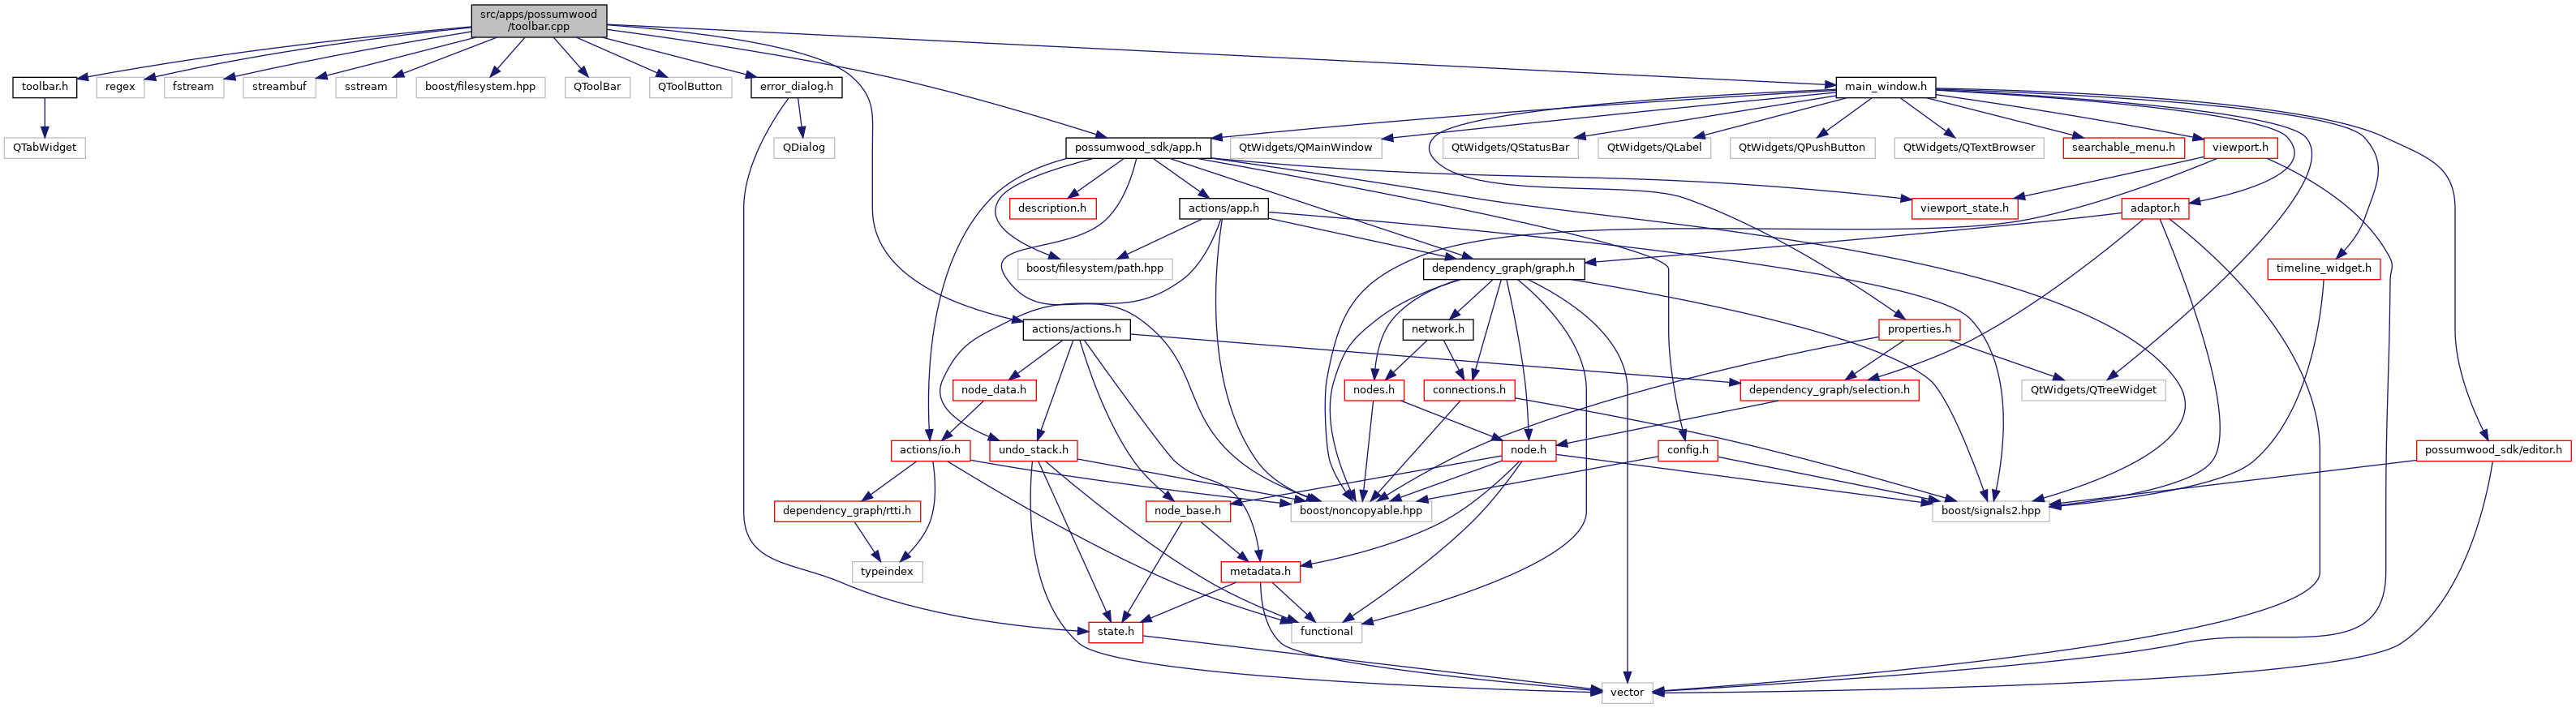 src/apps/possumwood
/toolbar.cpp
toolbar.h
regex
fstream
streambuf
sstream
boost/filesystem.hpp
QToolBar
QToolButton
error_dialog.h
main_window.h
QTabWidget
QDialog
possumwood_sdk/app.h
QtWidgets/QMainWindow
QtWidgets/QStatusBar
QtWidgets/QLabel
QtWidgets/QPushButton
QtWidgets/QTextBrowser
searchable_menu.h
viewport.h
description.h
actions/app.h
viewport_state.h
adaptor.h
boost/filesystem/path.hpp
dependency_graph/graph.h
timeline_widget.h
actions/actions.h
network.h
properties.h
node_data.h
nodes.h
connections.h
dependency_graph/selection.h
QtWidgets/QTreeWidget
actions/io.h
undo_stack.h
node.h
config.h
possumwood_sdk/editor.h
dependency_graph/rtti.h
node_base.h
boost/noncopyable.hpp
boost/signals2.hpp
typeindex
metadata.h
state.h
functional
vector